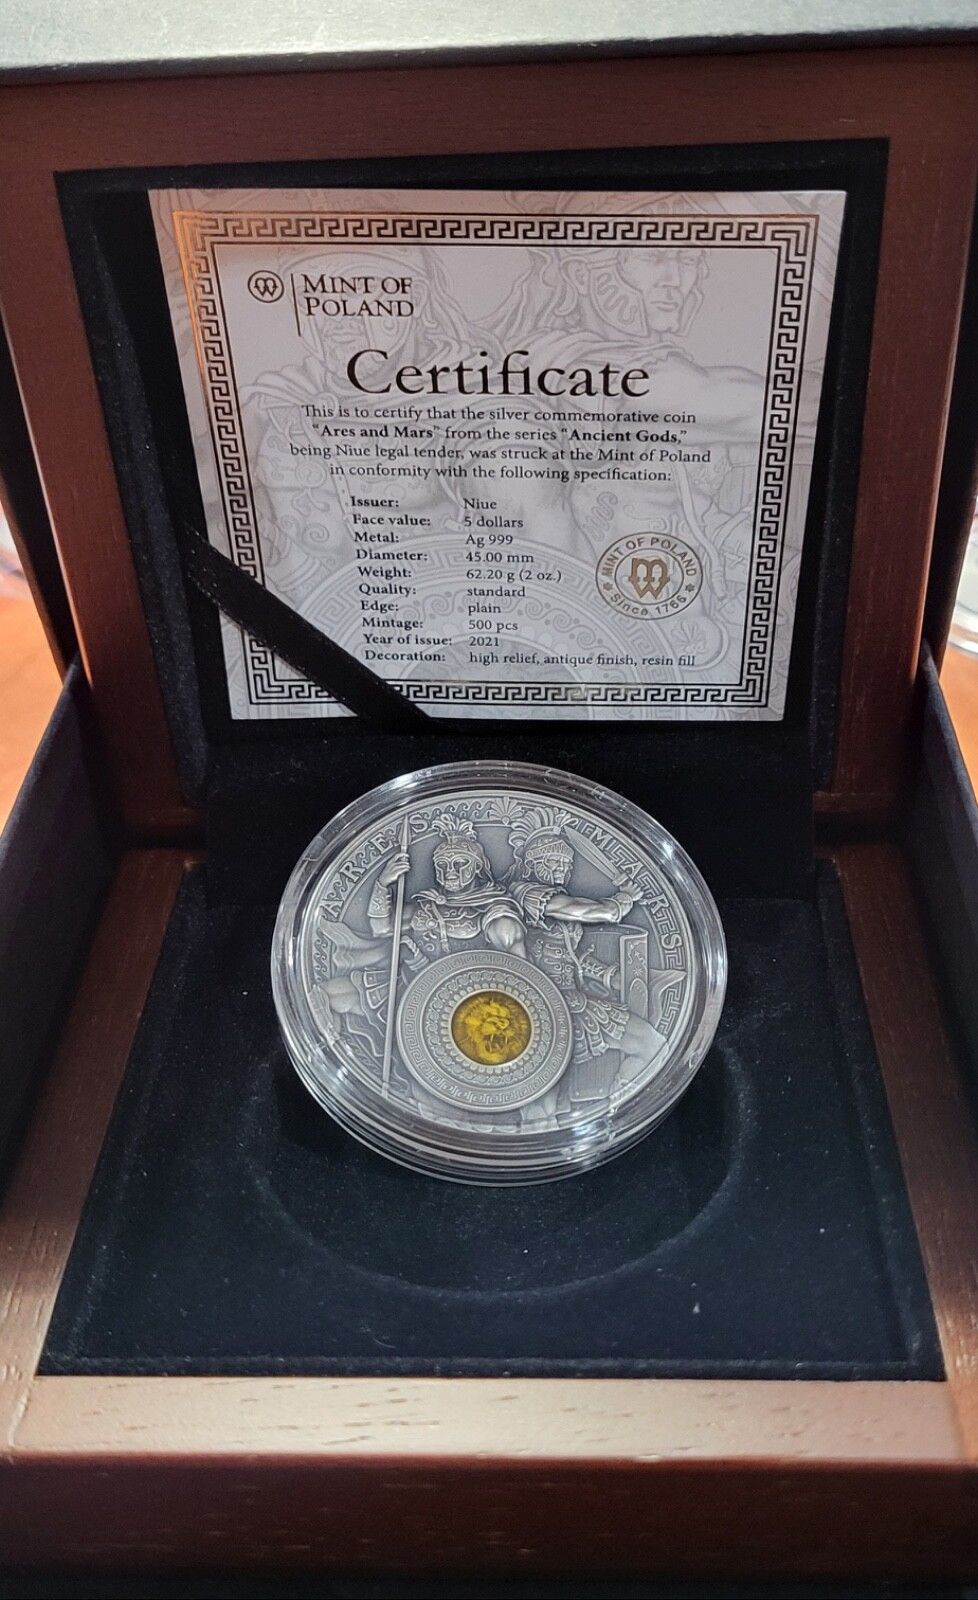 MINT OF
POLAND
Certificate
This is to certify that the silver commemorative coin
"Ares and Mars" from the series "Ancient Gods,"
being Niue legal tender, was struck at the Mint of Poland
in conformity with the following specification:
Issuer: Niue
Face value: 5 dollars
Metal: Ag 999
Diameter: 45.00 mm
Weight: 62.20 g (2 oz.)
Quality: standard
Edge: plain
Mintage: 500 pcs
Year of issue: 2021
Decoration: high relief, antique finish, resin fill
MINT OF POLAND
Since 1766
ARES
MARS